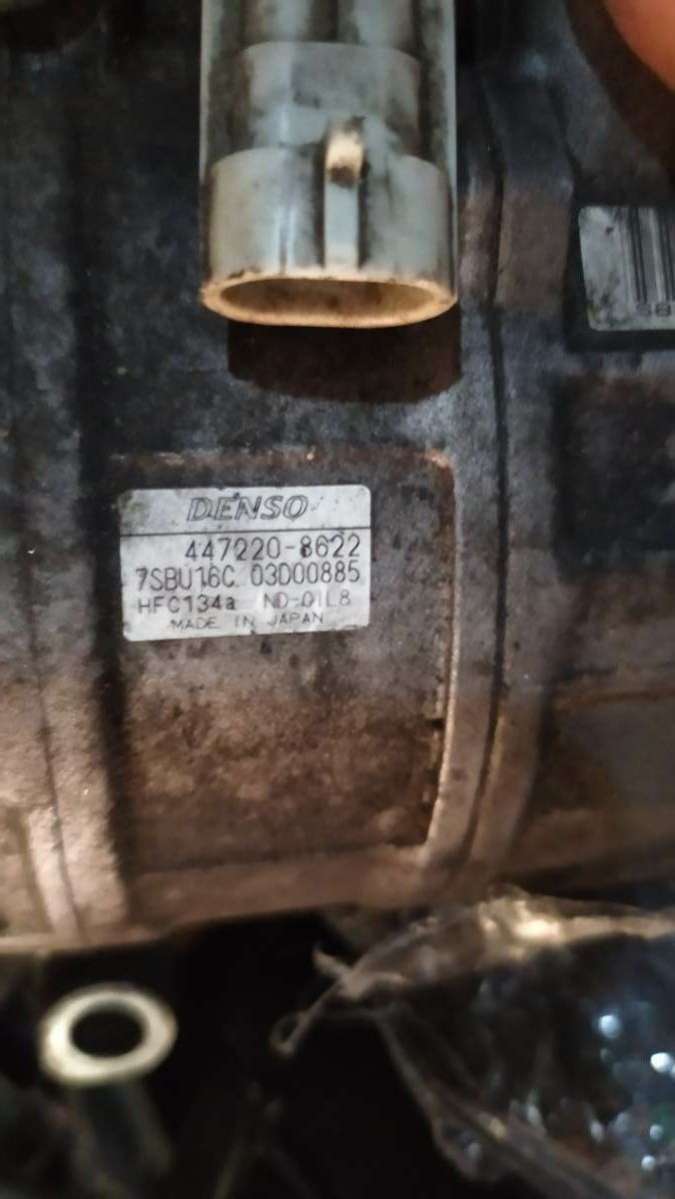 DENSO
447220-8622
7SBU16C 03D00885
HFC134a ND-OIL8
MADE IN JAPAN